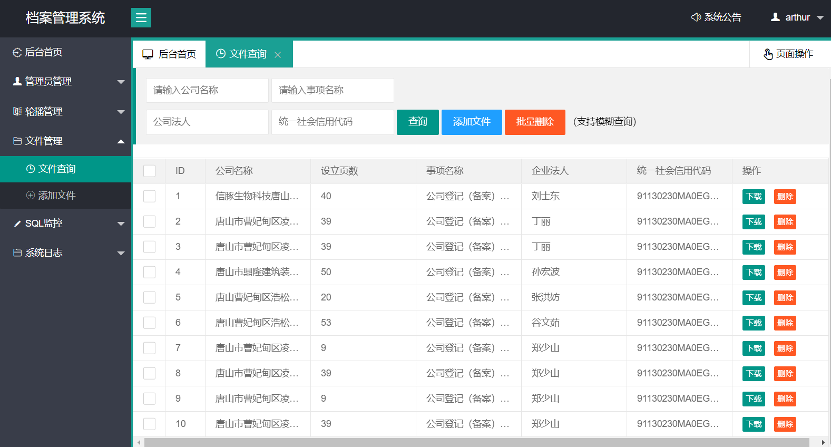 档案管理系统
系统公告
arthur
后台首页
管理员管理
轮播管理
文件管理
文件查询
添加文件
SQL监控
系统日志
后台首页
文件查询
页面操作
请输入公司名称 请输入事项名称
公司法人 统一社会信用代码 查询 添加文件 批量删除 (支持模糊查询)
ID 公司名称 设立页数 事项名称 企业法人 统一社会信用代码 操作
1 信豚生物科技唐山... 40 公司登记（备案）... 刘士东 91130230MA0EG... 下载 删除
2 唐山市曹妃甸区凌... 39 公司登记（备案）... 丁丽 91130230MA0EG... 下载 删除
3 唐山市曹妃甸区凌... 39 公司登记（备案）... 丁丽 91130230MA0EG... 下载 删除
4 唐山市圆隆建筑装... 50 公司登记（备案）... 孙宏波 91130230MA0EG... 下载 删除
5 唐山曹妃甸区浩松... 20 公司登记（备案）... 张洪妨 91130230MA0EG... 下载 删除
6 唐山曹妃甸区浩松... 53 公司登记（备案）... 谷文茹 91130230MA0EG... 下载 删除
7 唐山市曹妃甸区凌... 9 公司登记（备案）... 郑少山 91130230MA0EG... 下载 删除
8 唐山市曹妃甸区凌... 39 公司登记（备案）... 郑少山 91130230MA0EG... 下载 删除
9 唐山市曹妃甸区凌... 9 公司登记（备案）... 郑少山 91130230MA0EG... 下载 删除
10 唐山市曹妃甸区凌... 39 公司登记（备案）... 郑少山 91130230MA0EG... 下载 删除